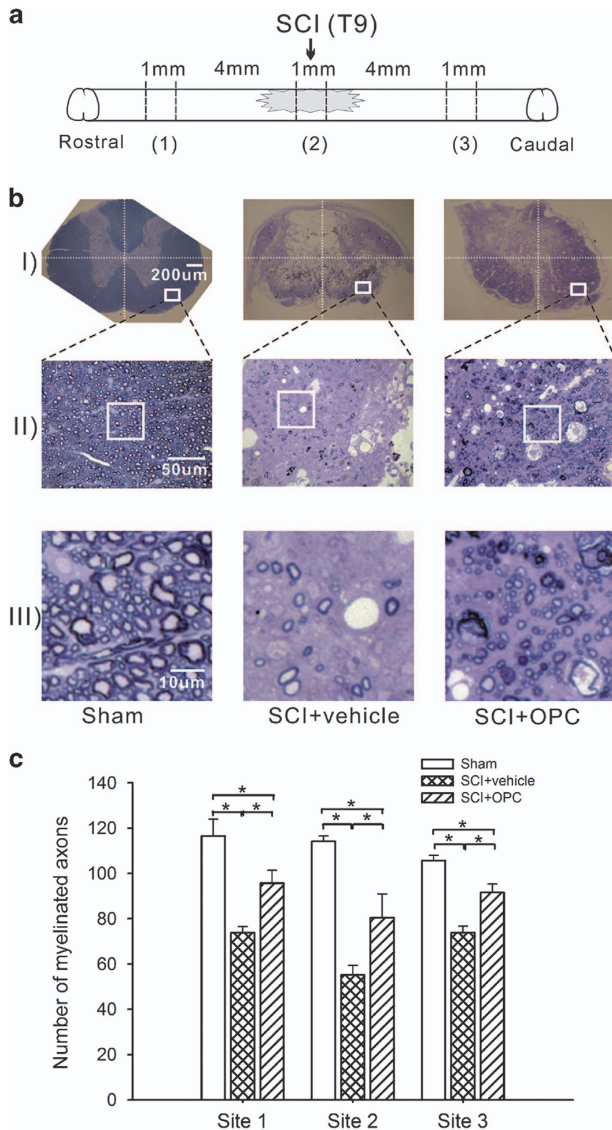 a
SCI (T9)
1mm 4mm 1mm 4mm 1mm
Rostral (1) (2) (3) Caudal
b
I)
200um
II)
50um
III)
10um
Sham SCI+vehicle SCI+OPC
c
Sham
SCI+vehicle
SCI+OPC
Number of myelinated axons
140
120
100
80
60
40
20
0
* * *
* * *
* * *
Site 1 Site 2 Site 3